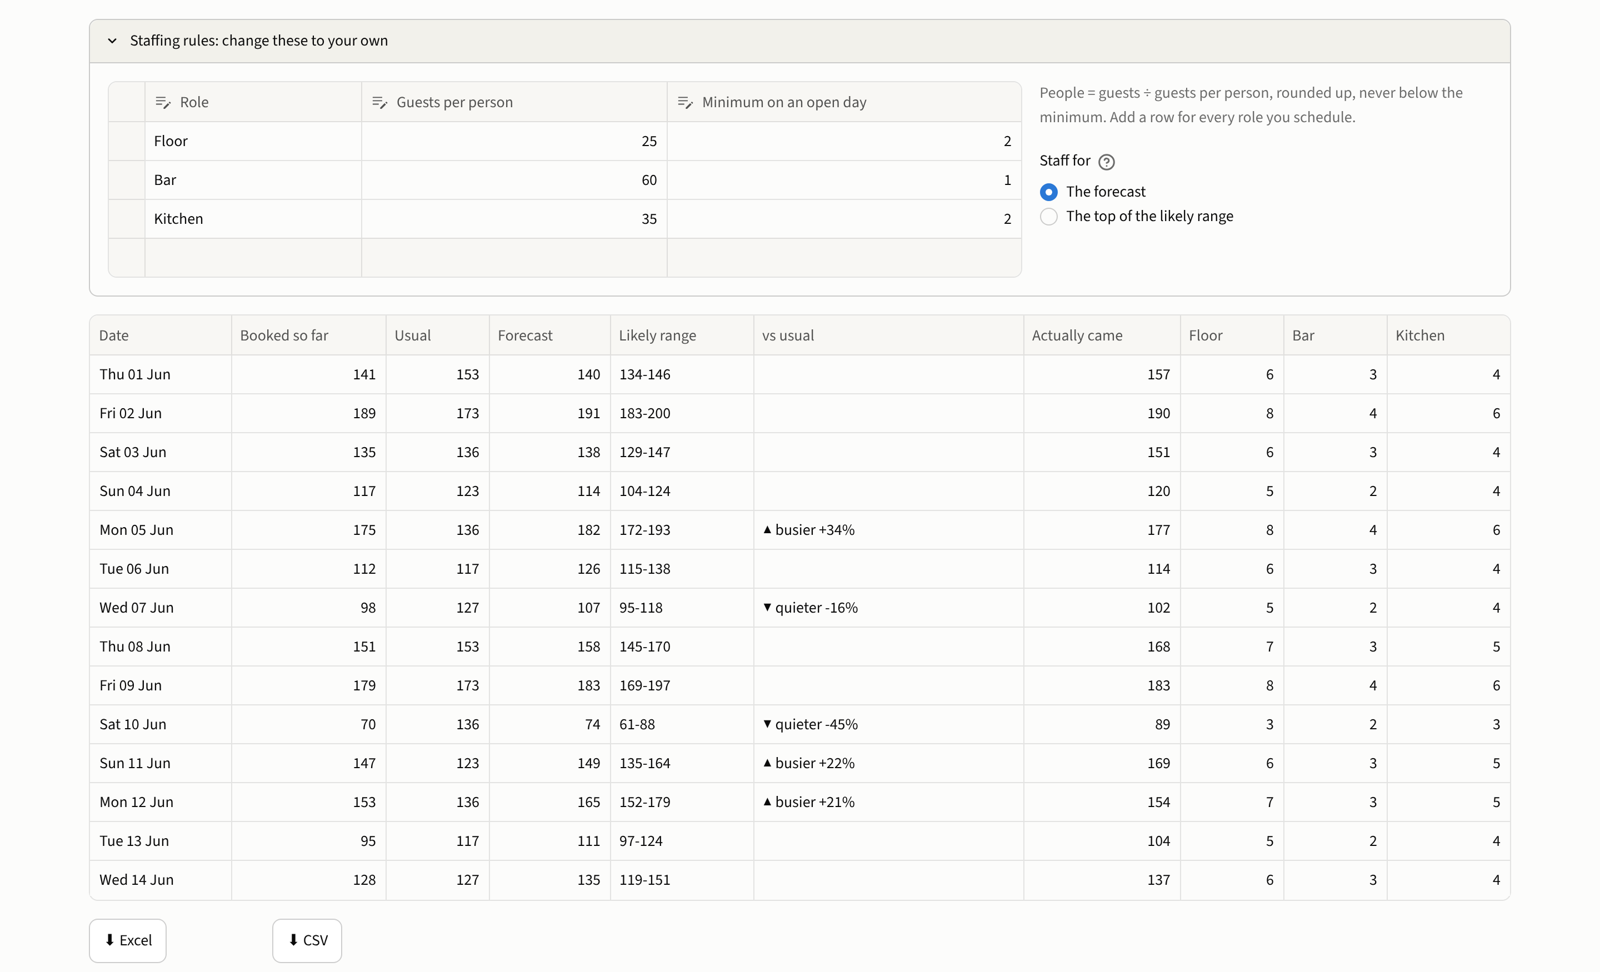 Staffing rules: change these to your own
Role Guests per person Minimum on an open day
Floor 25 2
Bar 60 1
Kitchen 35 2
People = guests ÷ guests per person, rounded up, never below the
minimum. Add a row for every role you schedule.
Staff for ?
The forecast
The top of the likely range
Date Booked so far Usual Forecast Likely range vs usual Actually came Floor Bar Kitchen
Thu 01 Jun 141 153 140 134-146 157 6 3 4
Fri 02 Jun 189 173 191 183-200 190 8 4 6
Sat 03 Jun 135 136 138 129-147 151 6 3 4
Sun 04 Jun 117 123 114 104-124 120 5 2 4
Mon 05 Jun 175 136 182 172-193 ▲ busier +34% 177 8 4 6
Tue 06 Jun 112 117 126 115-138 114 6 3 4
Wed 07 Jun 98 127 107 95-118 ▼ quieter -16% 102 5 2 4
Thu 08 Jun 151 153 158 145-170 168 7 3 5
Fri 09 Jun 179 173 183 169-197 183 8 4 6
Sat 10 Jun 70 136 74 61-88 ▼ quieter -45% 89 3 2 3
Sun 11 Jun 147 123 149 135-164 ▲ busier +22% 169 6 3 5
Mon 12 Jun 153 136 165 152-179 ▲ busier +21% 154 7 3 5
Tue 13 Jun 95 117 111 97-124 104 5 2 4
Wed 14 Jun 128 127 135 119-151 137 6 3 4
⬇ Excel ⬇ CSV